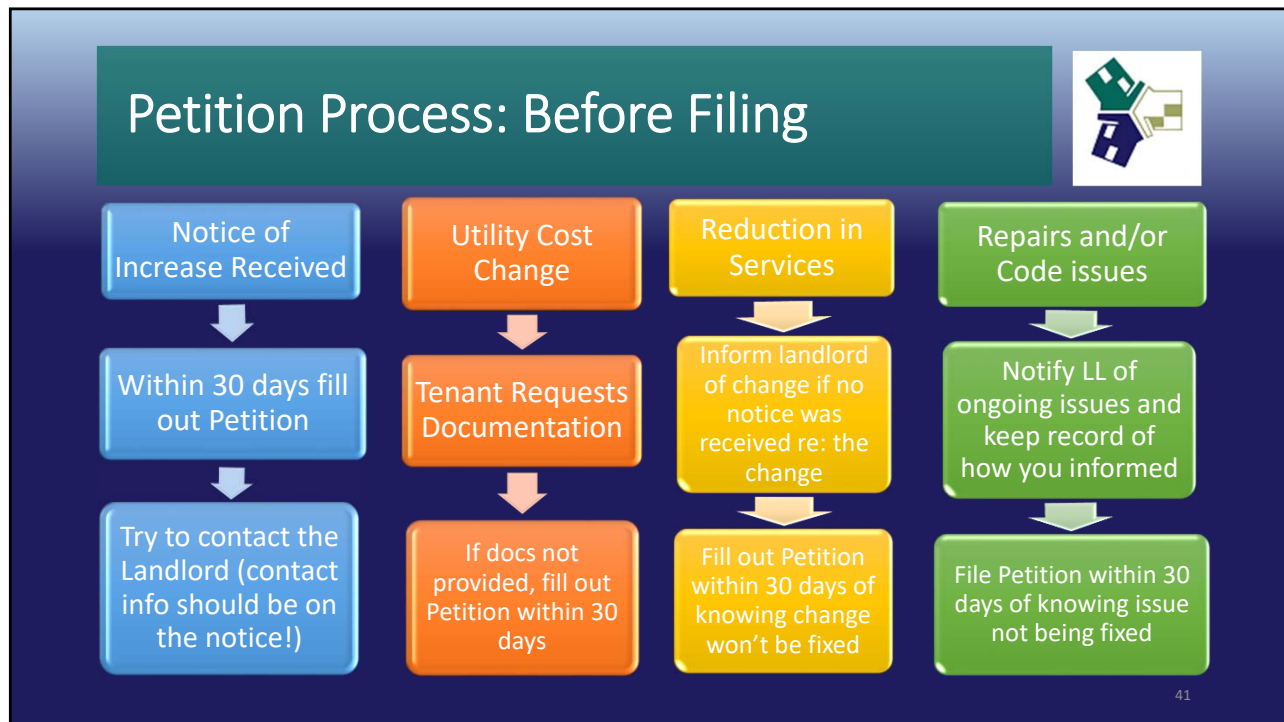 Petition Process: Before Filing
Notice of
Increase Received
Within 30 days fill
out Petition
Try to contact the
Landlord (contact
info should be on
the notice!)
Utility Cost
Change
Tenant Requests
Documentation
If docs not
provided, fill out
Petition within 30
days
Reduction in
Services
Inform landlord
of change if no
notice was
received re: the
change
Fill out Petition
within 30 days of
knowing change
won't be fixed
Repairs and/or
Code issues
Notify LL of
ongoing issues and
keep record of
how you informed
File Petition within 30
days of knowing issue
not being fixed
41